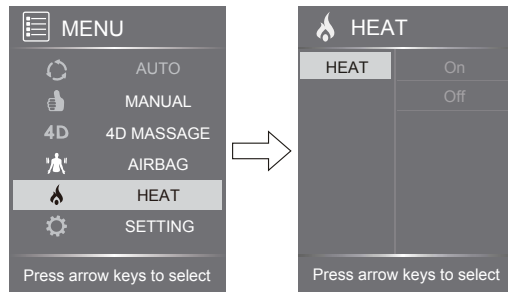 MENU
AUTO
MANUAL
4D 4D MASSAGE
AIRBAG
HEAT
SETTING
Press arrow keys to select
HEAT
HEAT On
Off
Press arrow keys to select